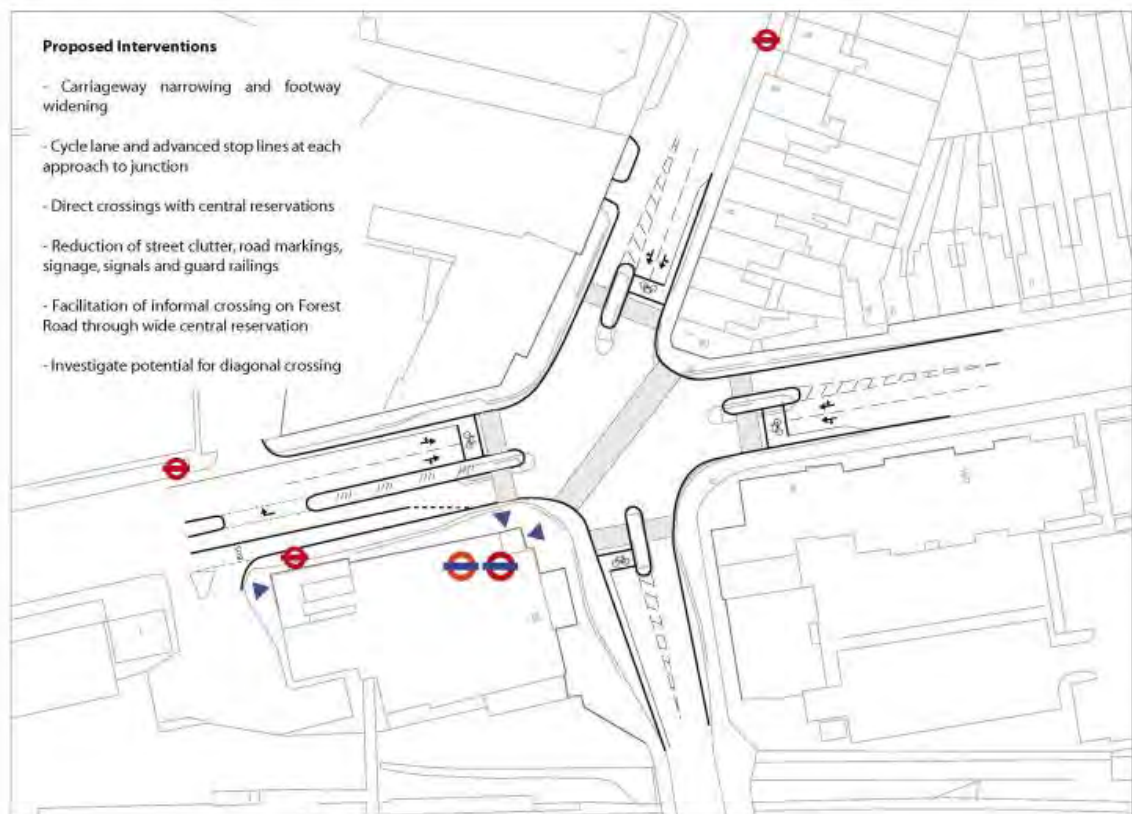 Proposed Interventions
- Carriageway narrowing and footway
widening
- Cycle lane and advanced stop lines at each
approach to junction
- Direct crossings with central reservations
- Reduction of street clutter, road markings,
signage, signals and guard railings
- Facilitation of informal crossing on Forest
Road through wide central reservation
- Investigate potential for diagonal crossing